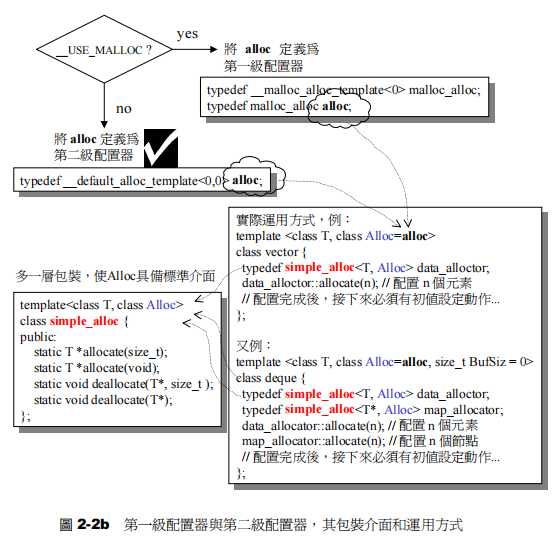 __USE_MALLOC ?
yes
將 alloc 定義為
第一級配置器
typedef __malloc_alloc_template<0> malloc_alloc;
typedef malloc_alloc alloc;
no
將 alloc 定義為
第二級配置器
typedef __default_alloc_template<0,0> alloc;
實際運用方式，例：
template <class T, class Alloc=alloc>
class vector {
typedef simple_alloc<T, Alloc> data_alloctor;
data_alloctor::allocate(n); // 配置 n 個元素
// 配置完成後，接下來必須有初值設定動作...
};
又例：
template <class T, class Alloc=alloc, size_t BufSiz = 0>
class deque {
typedef simple_alloc<T, Alloc> data_alloctor;
typedef simple_alloc<T*, Alloc> map_allocator;
data_allocator::allocate(n); // 配置 n 個元素
map_allocator::allocate(n); // 配置 n 個節點
// 配置完成後，接下來必須有初值設定動作...
};
多一層包裝，使Alloc具備標準介面
template<class T, class Alloc>
class simple_alloc {
public:
static T *allocate(size_t);
static T *allocate(void);
static void deallocate(T*, size_t );
static void deallocate(T*);
};
圖 2-2b 第一級配置器與第二級配置器，其包裝介面和運用方式